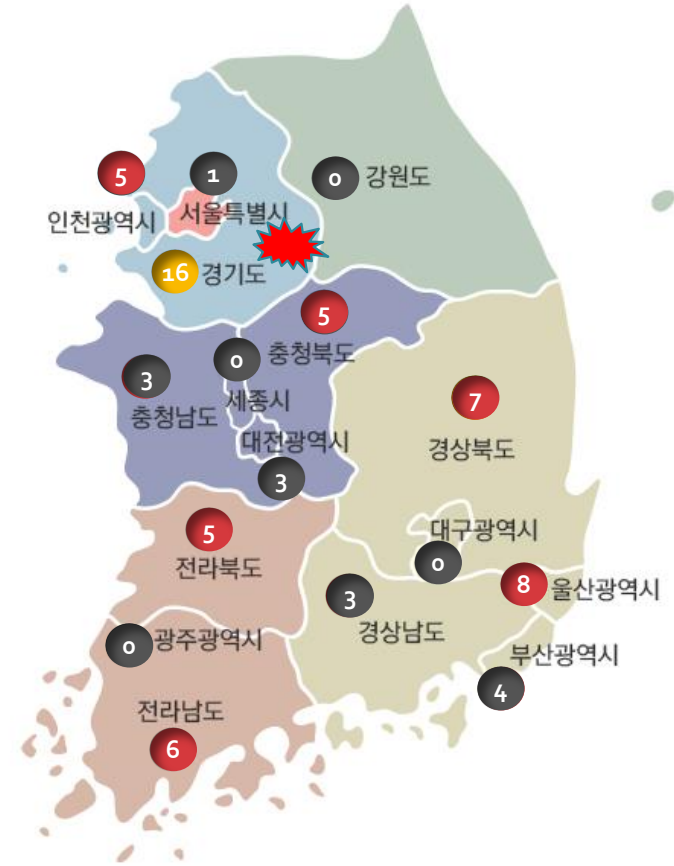 5
1
0 강원도
인천광역시
서울특별시
16 경기도
5
충청북도
0
3
세종시
충청남도
대전광역시
3
7
경상북도
5
전라북도
대구광역시
0
8 울산광역시
3
경상남도
0 광주광역시
부산광역시
4
전라남도
6